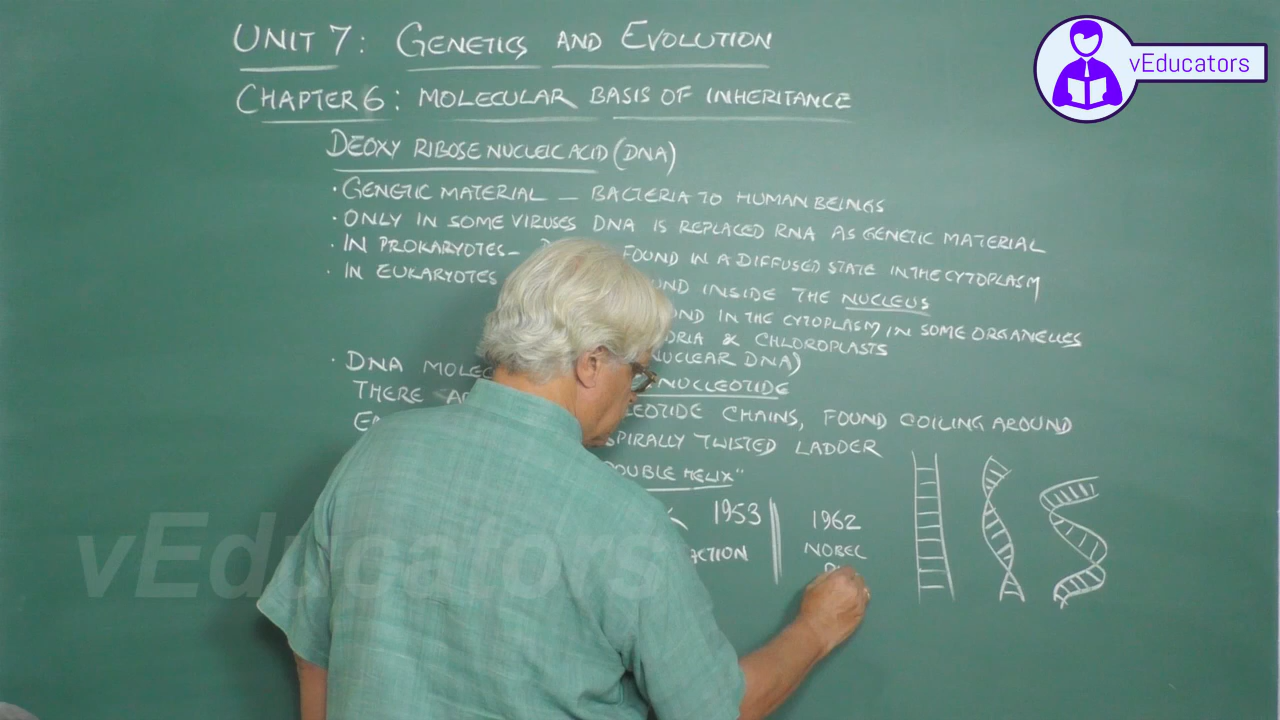 UNIT 7: GENETICS AND EVOLUTION
vEducators
CHAPTER 6: MOLECULAR BASIS OF INHERITANCE
DEOXY RIBOSE NUCLEIC ACID (DNA)
· GENETIC MATERIAL — BACTERIA TO HUMAN BEINGS
· ONLY IN SOME VIRUSES DNA IS REPLACED RNA AS GENETIC MATERIAL
· IN PROKARYOTES – FOUND IN A DIFFUSED STATE IN THE CYTOPLASM
· IN EUKARYOTES INSIDE THE NUCLEUS
IN THE CYTOPLASM IN SOME ORGANELLES
& CHLOROPLASTS
NUCLEAR DNA)
· DNA NUCLEOTIDE
THERE CHAINS, FOUND COILING AROUND
SPIRALLY TWISTED LADDER
DOUBLE HELIX"
1953 1962
NOBEL
vEducators